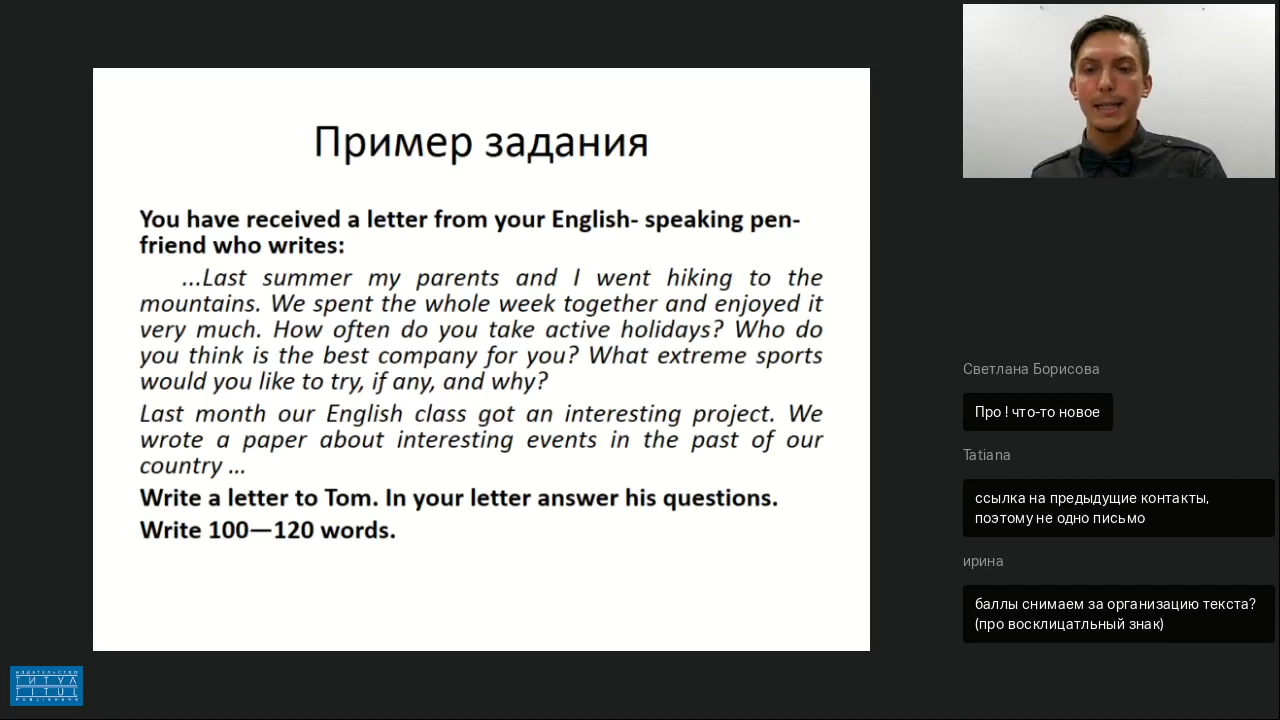 Пример задания
You have received a letter from your English- speaking pen-
friend who writes:
...Last summer my parents and I went hiking to the
mountains. We spent the whole week together and enjoyed it
very much. How often do you take active holidays? Who do
you think is the best company for you? What extreme sports
would you like to try, if any, and why?
Last month our English class got an interesting project. We
wrote a paper about interesting events in the past of our
country ...
Write a letter to Tom. In your letter answer his questions.
Write 100—120 words.
Светлана Борисова
Про ! что-то новое
Tatiana
ссылка на предыдущие контакты,
поэтому не одно письмо
ирина
баллы снимаем за организацию текста?
(про восклицатльный знак)
ИЗДАТЕЛЬСТВО
ТИТУЛ
TITUL
PUBLISHERS